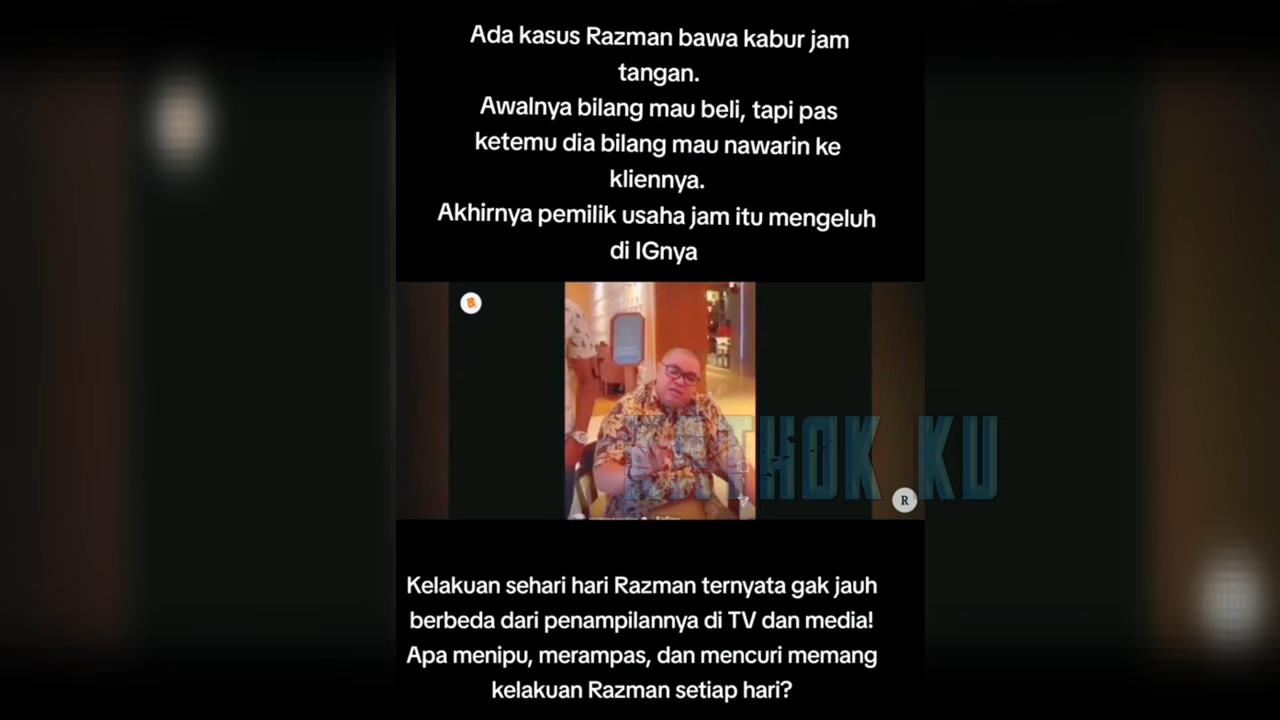 Ada kasus Razman bawa kabur jam
tangan.
Awalnya bilang mau beli, tapi pas
ketemu dia bilang mau nawarin ke
kliennya.
Akhirnya pemilik usaha jam itu mengeluh
di IGnya
B.
KATHOK KU
R
Kelakuan sehari hari Razman ternyata gak jauh
berbeda dari penampilannya di TV dan media!
Apa menipu, merampas, dan mencuri memang
kelakuan Razman setiap hari?